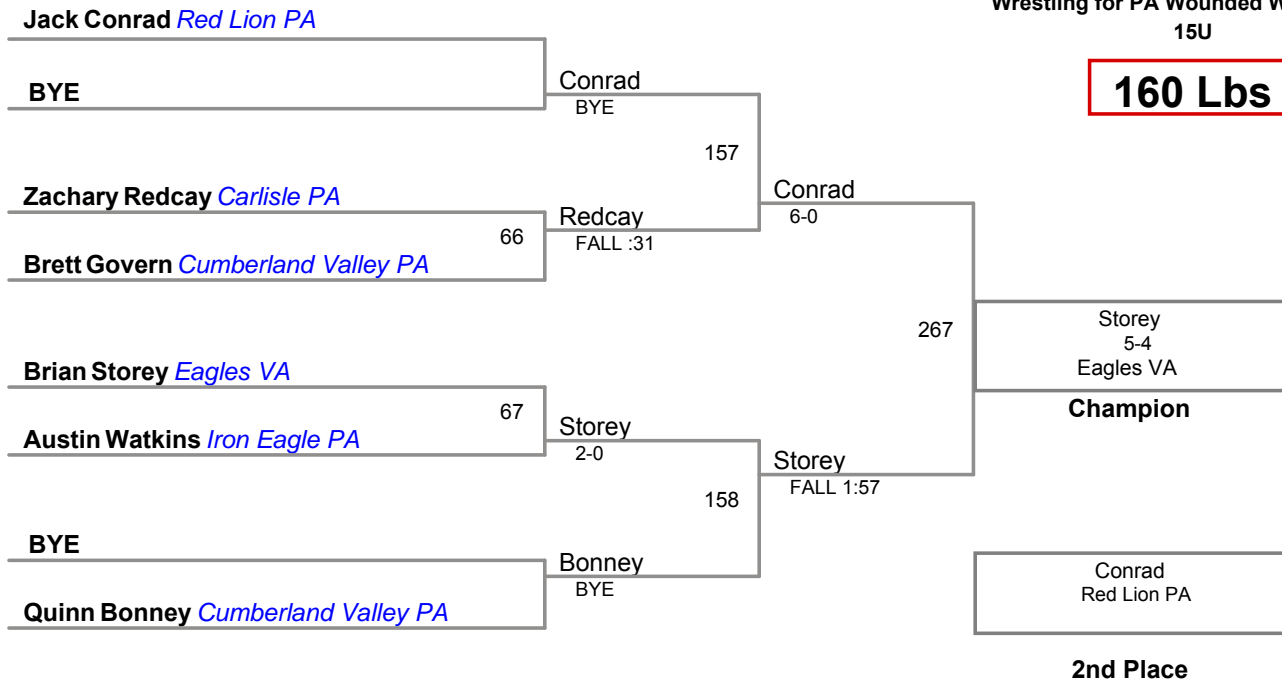 Wrestling for PA Wounded W
15U
160 Lbs
Jack Conrad Red Lion PA
BYE
Conrad
BYE
157
Zachary Redcay Carlisle PA
66
Brett Govern Cumberland Valley PA
Redcay
FALL :31
Conrad
6-0
267
Brian Storey Eagles VA
67
Austin Watkins Iron Eagle PA
Storey
2-0
158
Storey
FALL 1:57
BYE
Quinn Bonney Cumberland Valley PA
Bonney
BYE
Storey
5-4
Eagles VA
Champion
Conrad
Red Lion PA
2nd Place